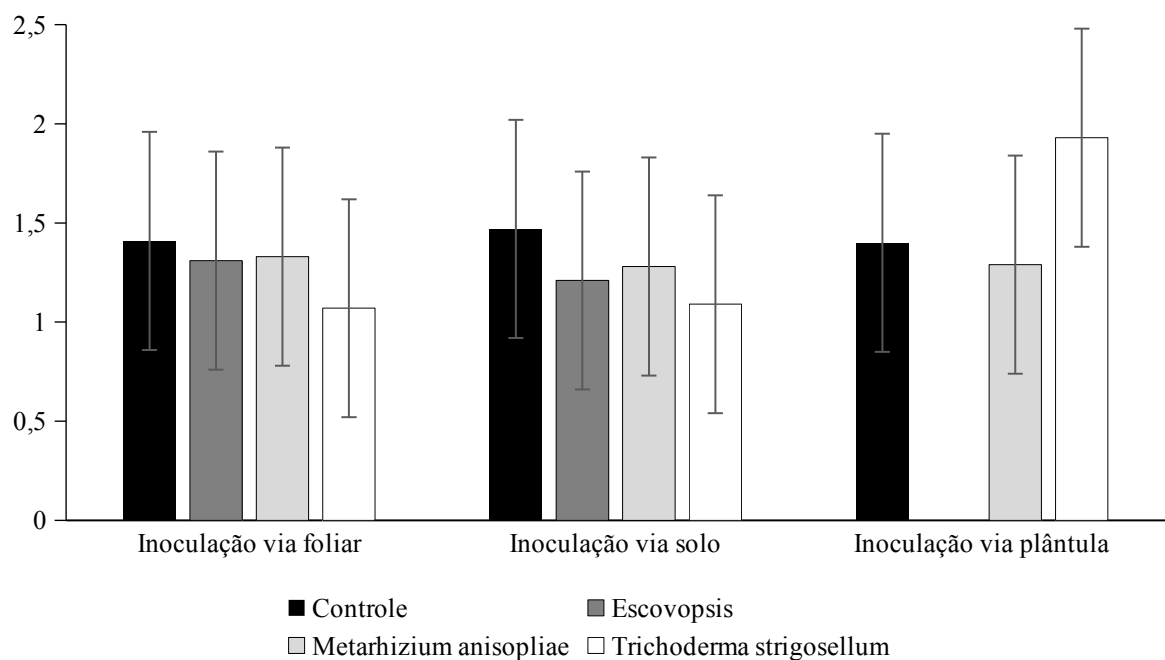 2,5
2
1,5
1
0,5
0
Inoculação via foliar Inoculação via solo Inoculação via plântula
Controle Escovopsis
Metarhizium anisopliae Trichoderma strigosellum